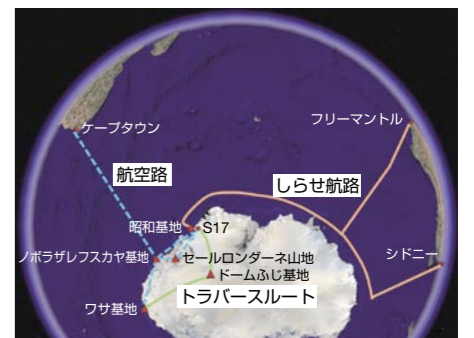 ケープタウン
フリーマントル
航空路
しらせ航路
昭和基地
S17
ノボラザレフスカヤ基地
セールロンダーネ山地
シドニー
ドームふじ基地
トラバースルート
ワサ基地